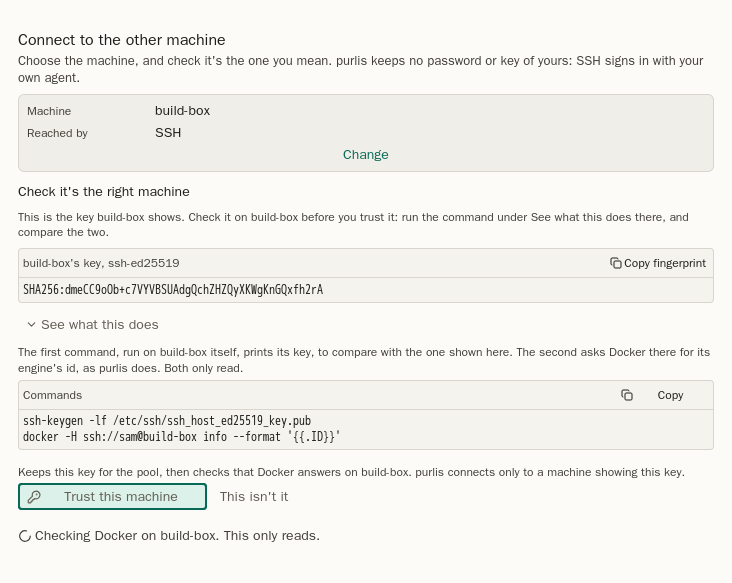 Connect to the other machine
Choose the machine, and check it's the one you mean. purlis keeps no password or key of yours: SSH signs in with your
own agent.
Machine build-box
Reached by SSH
Change
Check it's the right machine
This is the key build-box shows. Check it on build-box before you trust it: run the command under See what this does there, and
compare the two.
build-box's key, ssh-ed25519 Copy fingerprint
SHA256:dmeCC9oOb+c7VYVBSUAdgQchZHZQyXKWgKnGQxfh2rA
See what this does
The first command, run on build-box itself, prints its key, to compare with the one shown here. The second asks Docker there for its
engine's id, as purlis does. Both only read.
Commands Copy
ssh-keygen -lf /etc/ssh/ssh_host_ed25519_key.pub
docker -H ssh://sam@build-box info --format '{{.ID}}'
Keeps this key for the pool, then checks that Docker answers on build-box. purlis connects only to a machine showing this key.
Trust this machine This isn't it
Checking Docker on build-box. This only reads.